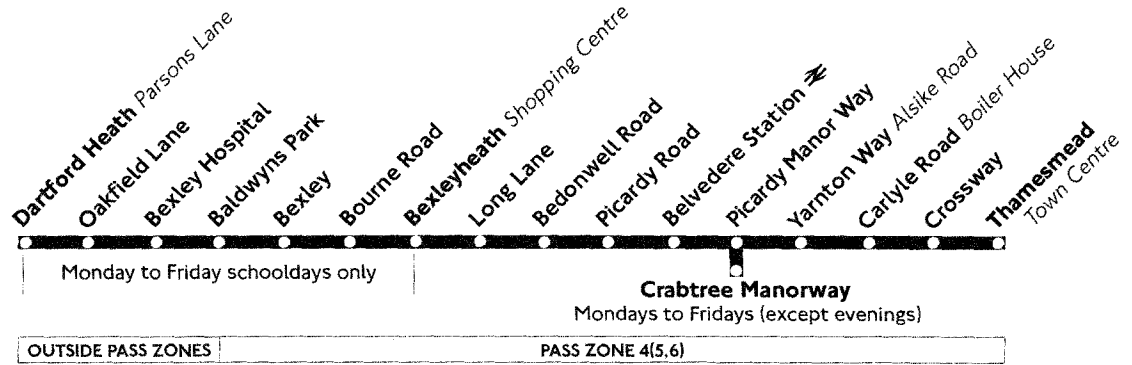 Dartford Heath Parsons Lane
Oakfield Lane
Bexley Hospital
Baldwyns Park
Bexley
Bourne Road
Bexleyheath Shopping Centre
Long Lane
Bedonwell Road
Picardy Road
Belvedere Station
Picardy Manor Way
Yarnton Way Alsike Road
Carlyle Road Boiler House
Crossway
Thamesmead
Town Centre
Monday to Friday schooldays only
Crabtree Manorway
Mondays to Fridays (except evenings)
OUTSIDE PASS ZONES
PASS ZONE 4(5,6)